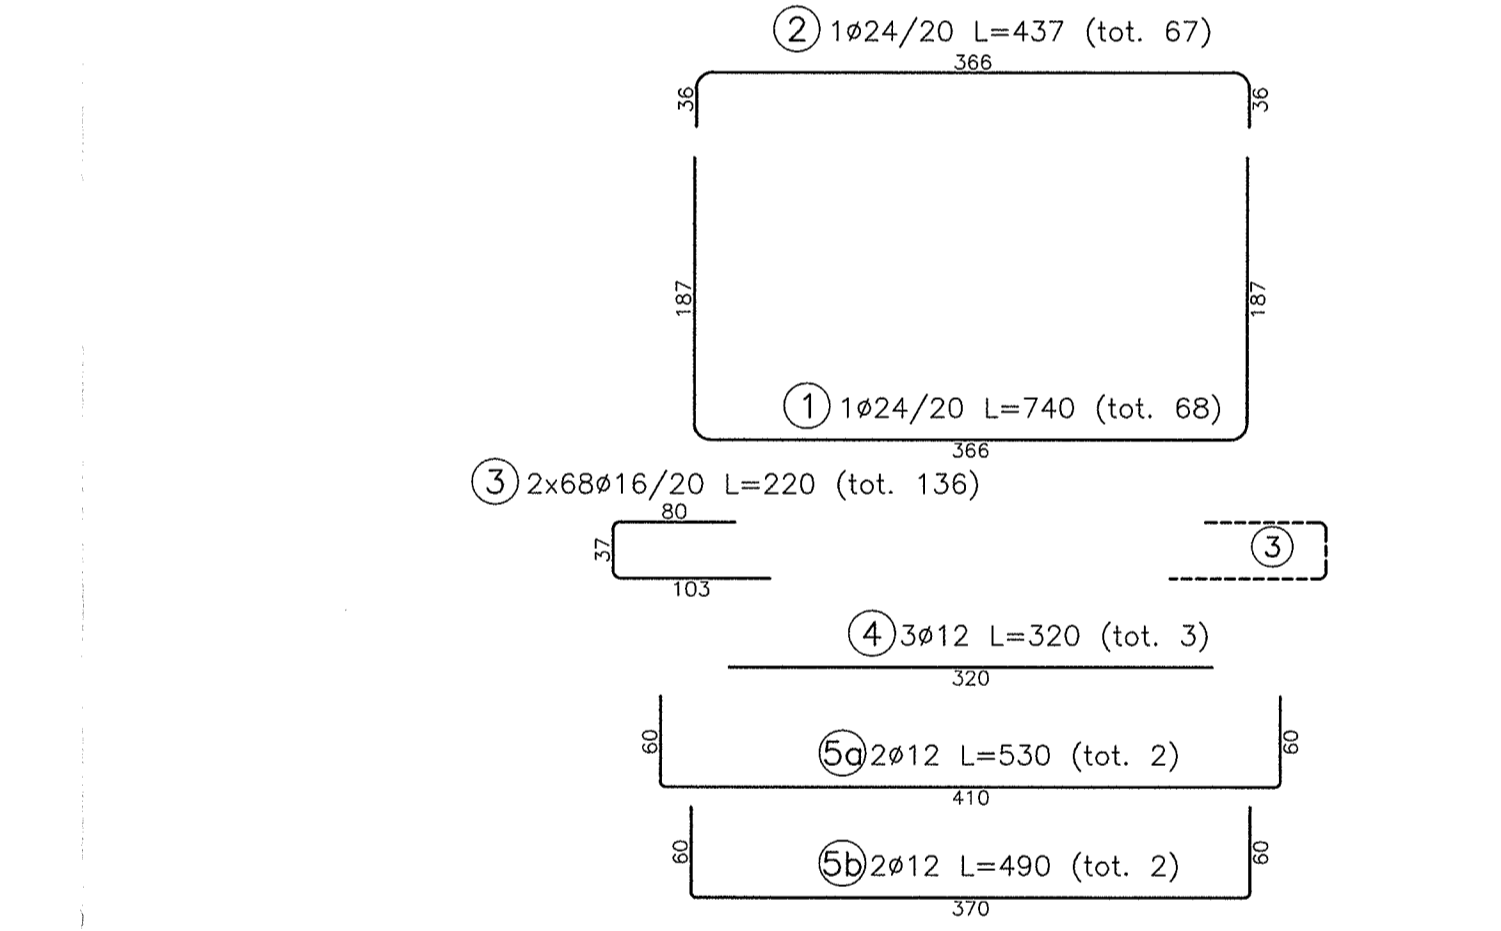 2 1ø24/20 L=437 (tot. 67)
366
36
36
187
187
1 1ø24/20 L=740 (tot. 68)
366
3 2x68ø16/20 L=220 (tot. 136)
80
37
103
3
4 3ø12 L=320 (tot. 3)
320
60
60
5a 2ø12 L=530 (tot. 2)
410
60
60
5b 2ø12 L=490 (tot. 2)
370